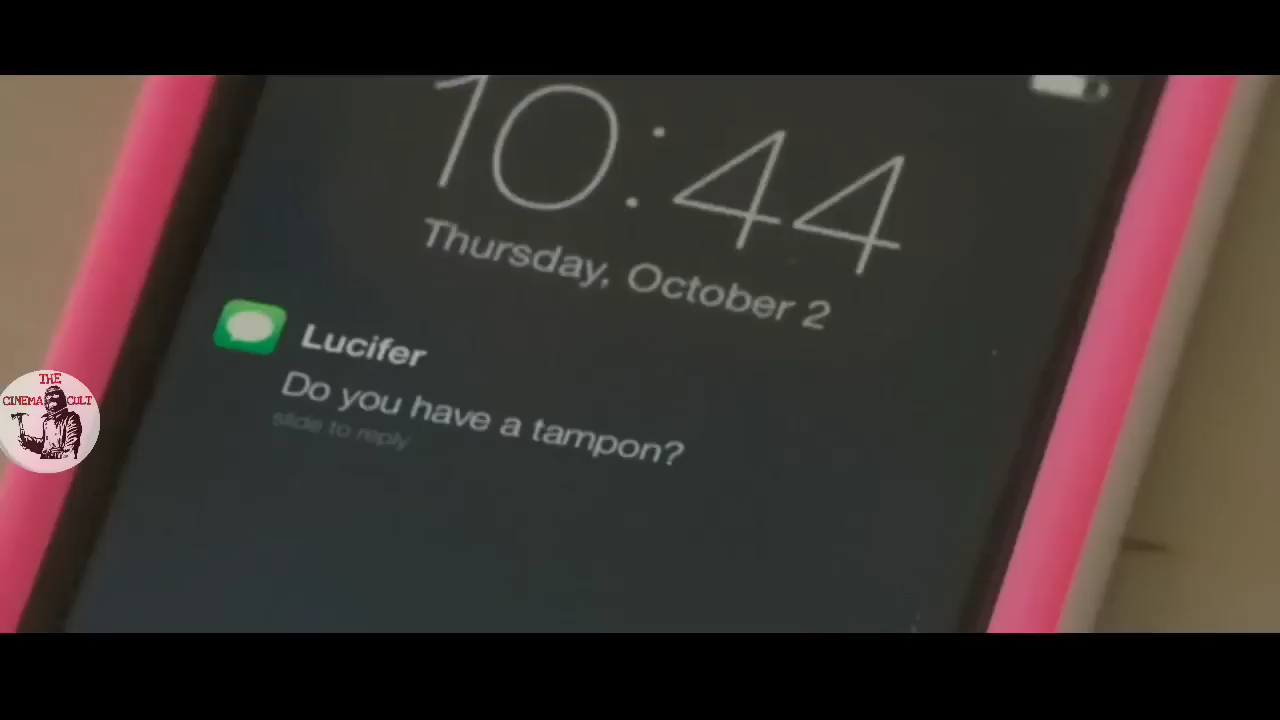 10:44
Thursday, October 2
Lucifer
Do you have a tampon?
slide to reply
THE
CINEMA CULT